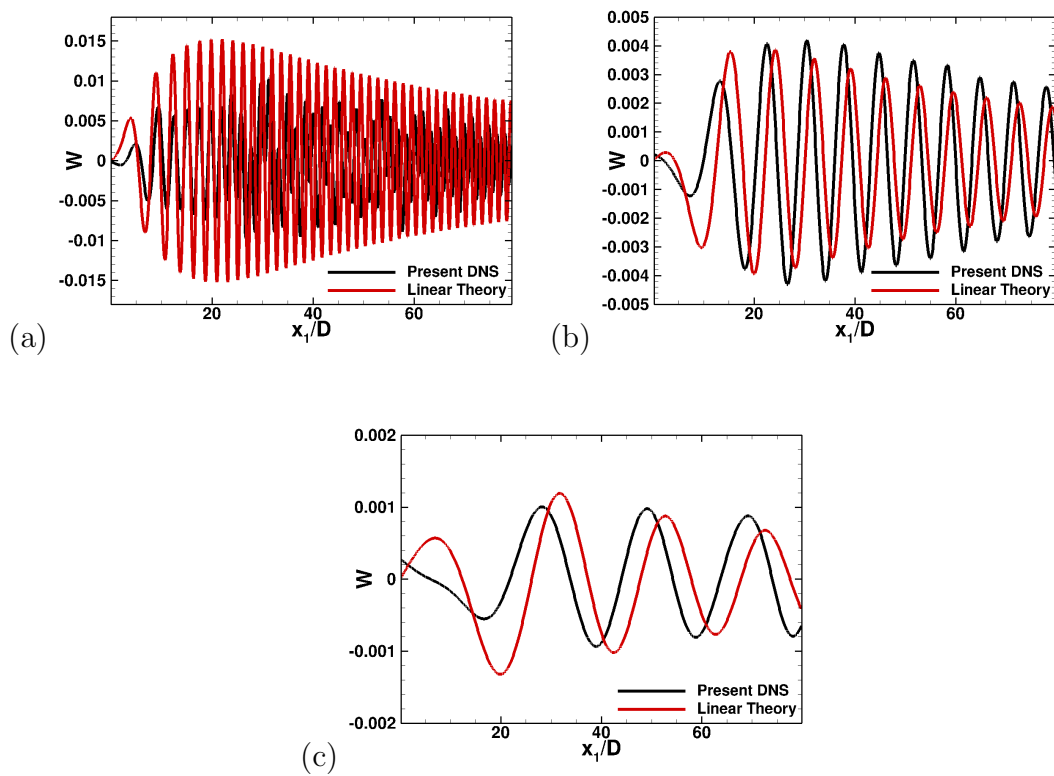 0.015
0.01
0.005
0
-0.005
-0.01
-0.015
W
20
40
60
x1/D
Present DNS
Linear Theory
(a)
0.005
0.004
0.003
0.002
0.001
0
-0.001
-0.002
-0.003
-0.004
-0.005
W
20
40
60
x1/D
Present DNS
Linear Theory
(b)
0.002
0.001
0
-0.001
-0.002
W
20
40
60
x1/D
Present DNS
Linear Theory
(c)